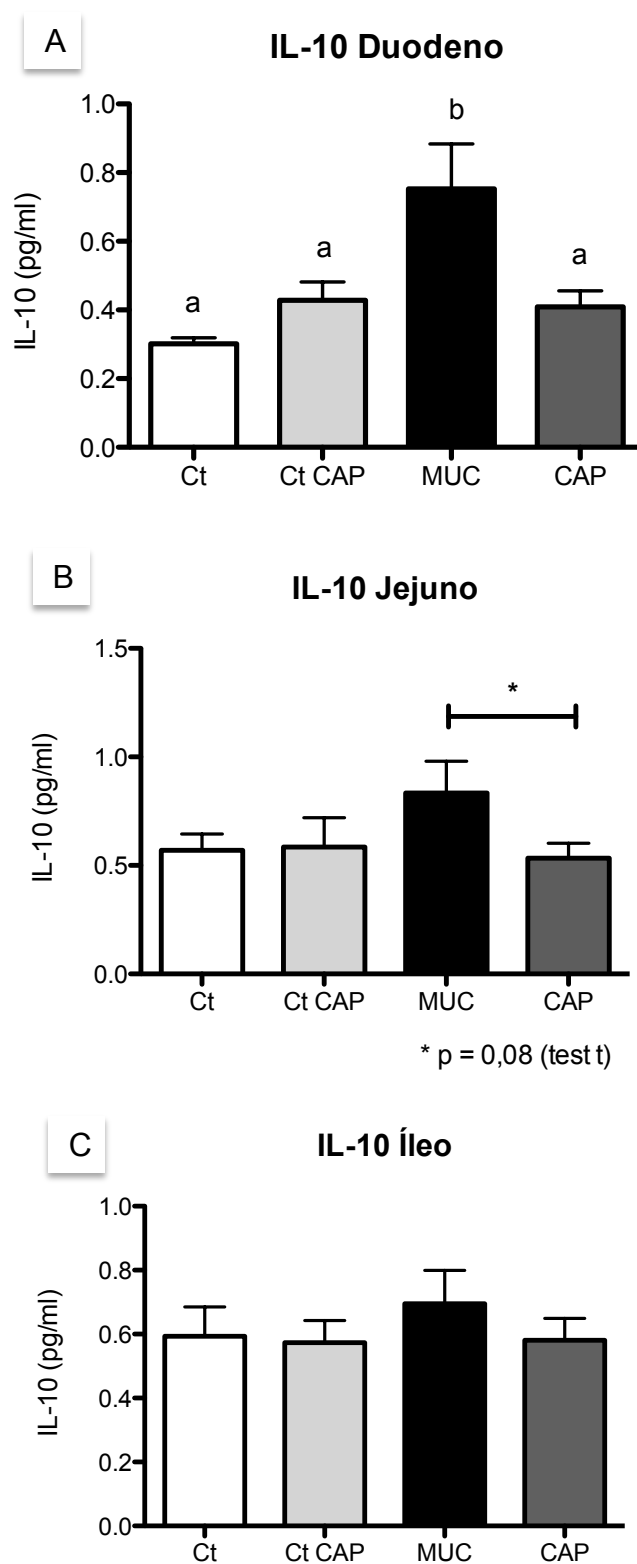 A
IL-10 Duodeno
1.0
0.8
0.6
0.4
0.2
0.0
IL-10 (pg/ml)
a
a
b
a
Ct
Ct CAP
MUC
CAP
B
IL-10 Jejuno
1.5
1.0
0.5
0.0
IL-10 (pg/ml)
*
Ct
Ct CAP
MUC
CAP
* p = 0,08 (test t)
C
IL-10 Íleo
1.0
0.8
0.6
0.4
0.2
0.0
IL-10 (pg/ml)
Ct
Ct CAP
MUC
CAP